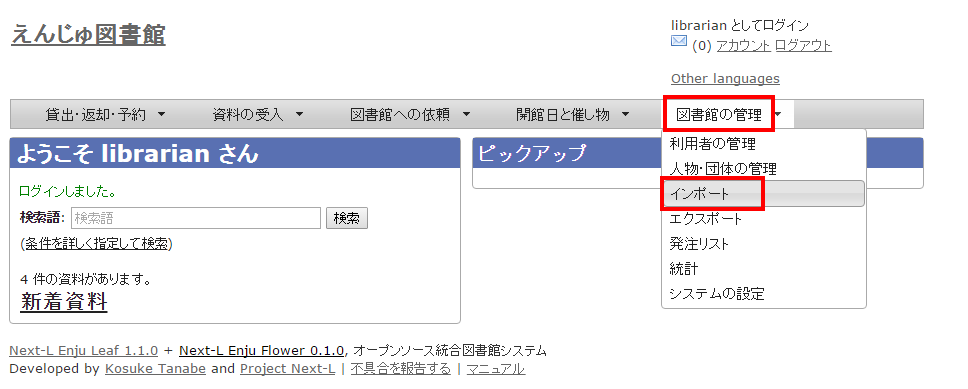 えんじゅ図書館
librarian としてログイン
(0) アカウント ログアウト
Other languages
貸出・返却・予約 資料の受入 図書館への依頼 開館日と催し物 図書館の管理
ようこそ librarian さん
ログインしました。
検索語: 検索語 検索
(条件を詳しく指定して検索)
4 件の資料があります。
新着資料
ピックアップ
利用者の管理
人物・団体の管理
インポート
エクスポート
発注リスト
統計
システムの設定
Next-L Enju Leaf 1.1.0 + Next-L Enju Flower 0.1.0, オープンソース統合図書館システム
Developed by Kosuke Tanabe and Project Next-L | 不具合を報告する | マニュアル